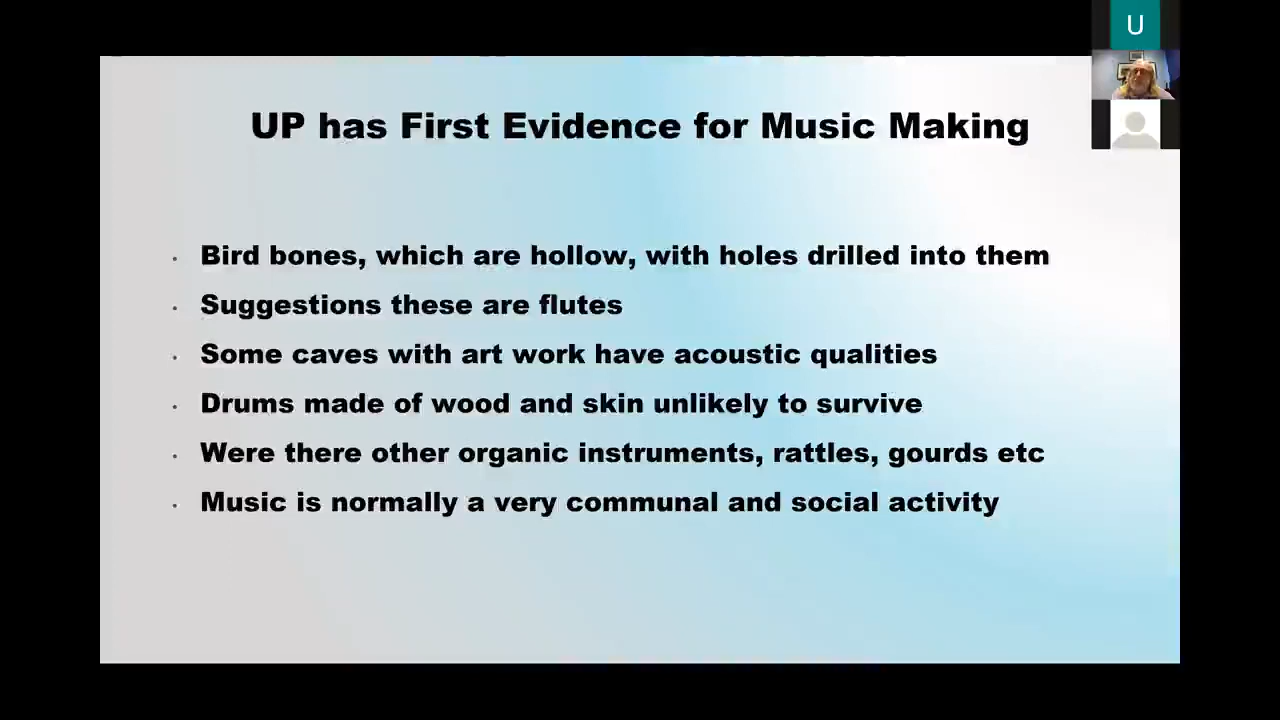 U
UP has First Evidence for Music Making
· Bird bones, which are hollow, with holes drilled into them
· Suggestions these are flutes
· Some caves with art work have acoustic qualities
· Drums made of wood and skin unlikely to survive
· Were there other organic instruments, rattles, gourds etc
· Music is normally a very communal and social activity